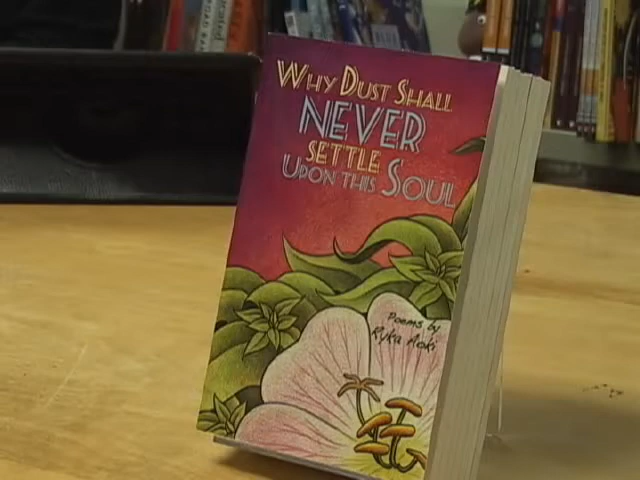 WHY DUST SHALL
NEVER
SETTLE
UPON THIS SOUL
Poems by
Ryka Aoki